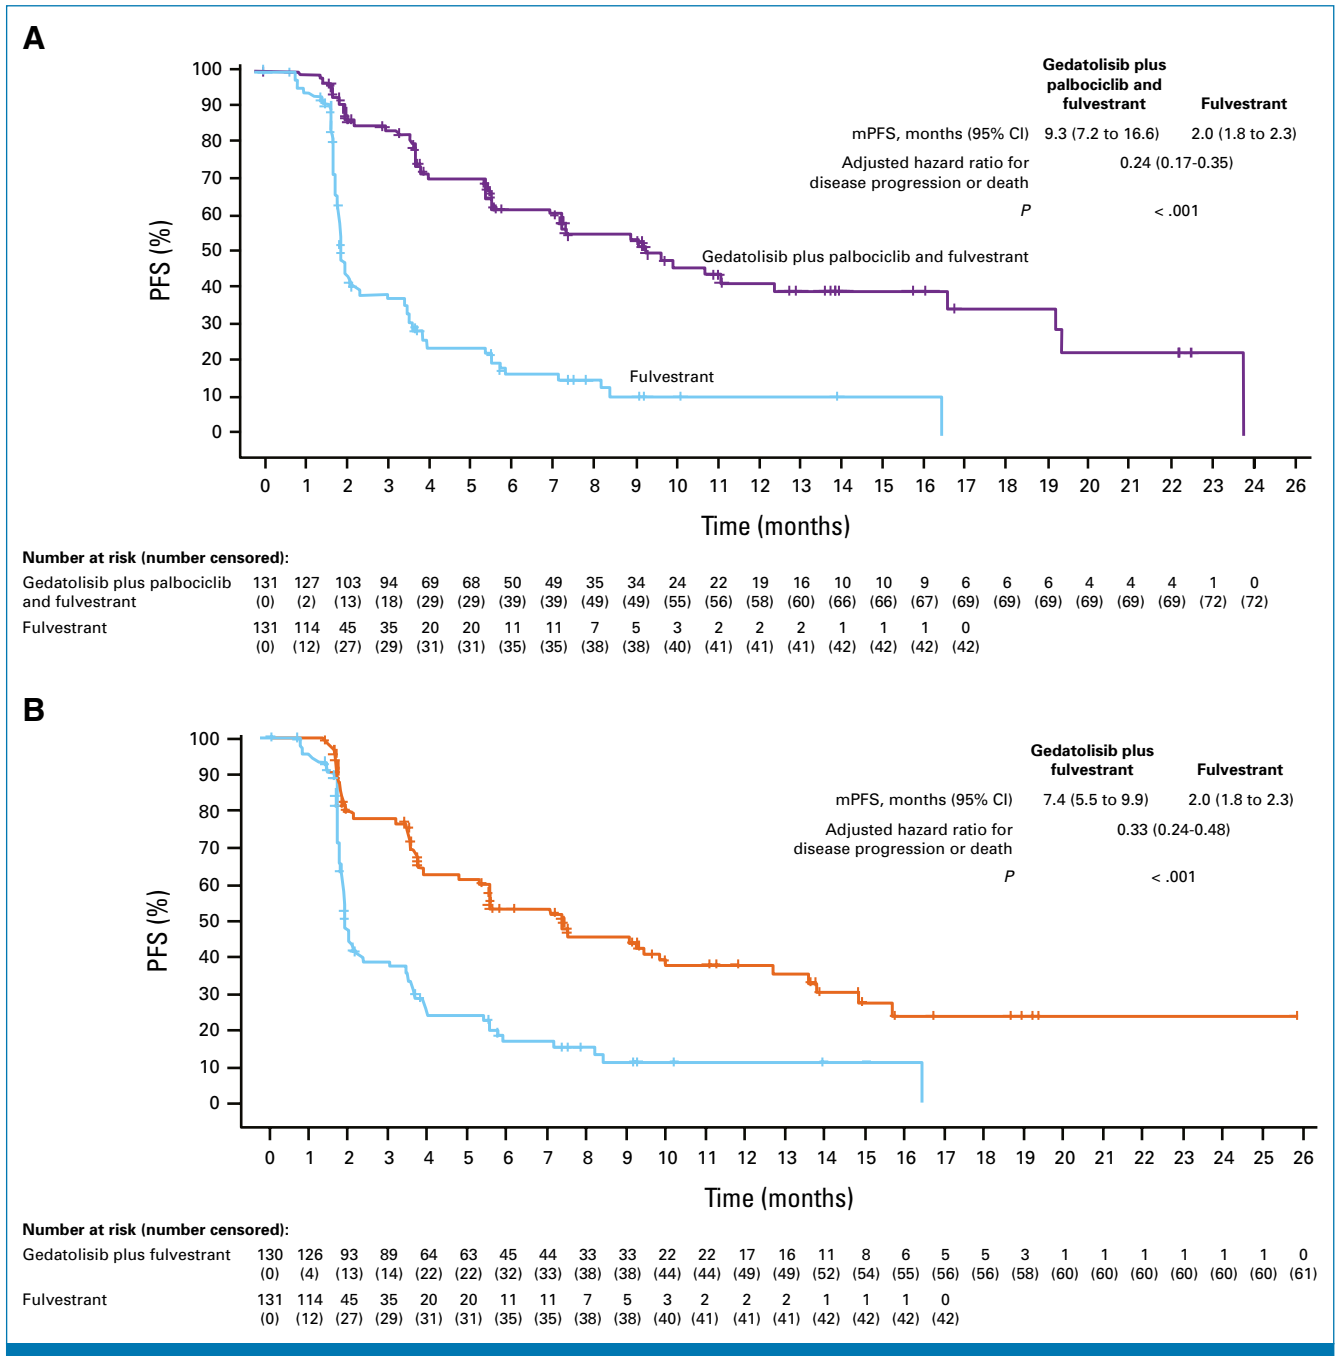 A
Gedatolisib plus
palbociclib and
fulvestrant Fulvestrant
mPFS, months (95% CI) 9.3 (7.2 to 16.6) 2.0 (1.8 to 2.3)
Adjusted hazard ratio for
disease progression or death 0.24 (0.17-0.35)
P < .001
PFS (%)
100
90
80
70
60
50
40
30
20
10
0
Gedatolisib plus palbociclib and fulvestrant
Fulvestrant
0 1 2 3 4 5 6 7 8 9 10 11 12 13 14 15 16 17 18 19 20 21 22 23 24 26
Time (months)
Number at risk (number censored):
Gedatolisib plus palbociclib 131 127 103 94 69 68 50 49 35 34 24 22 19 16 10 10 9 6 6 6 4 4 4 1 0
and fulvestrant (0) (2) (13) (18) (29) (29) (39) (39) (49) (49) (55) (56) (58) (60) (66) (66) (67) (69) (69) (69) (69) (69) (69) (72) (72)
Fulvestrant 131 114 45 35 20 20 11 11 7 5 3 2 2 2 1 1 1 0
(0) (12) (27) (29) (31) (31) (35) (35) (38) (38) (40) (41) (41) (41) (42) (42) (42) (42)
B
Gedatolisib plus
fulvestrant Fulvestrant
mPFS, months (95% CI) 7.4 (5.5 to 9.9) 2.0 (1.8 to 2.3)
Adjusted hazard ratio for
disease progression or death 0.33 (0.24-0.48)
P < .001
PFS (%)
100
90
80
70
60
50
40
30
20
10
0
0 1 2 3 4 5 6 7 8 9 10 11 12 13 14 15 16 17 18 19 20 21 22 23 24 25 26
Time (months)
Number at risk (number censored):
Gedatolisib plus fulvestrant 130 126 93 89 64 63 45 44 33 33 22 22 17 16 11 8 6 5 5 3 1 1 1 1 1 1 0
(0) (4) (13) (14) (22) (22) (32) (33) (38) (38) (44) (44) (49) (49) (52) (54) (55) (56) (56) (58) (60) (60) (60) (60) (60) (60) (61)
Fulvestrant 131 114 45 35 20 20 11 11 7 5 3 2 2 2 1 1 1 0
(0) (12) (27) (29) (31) (31) (35) (35) (38) (38) (40) (41) (41) (41) (42) (42) (42) (42)